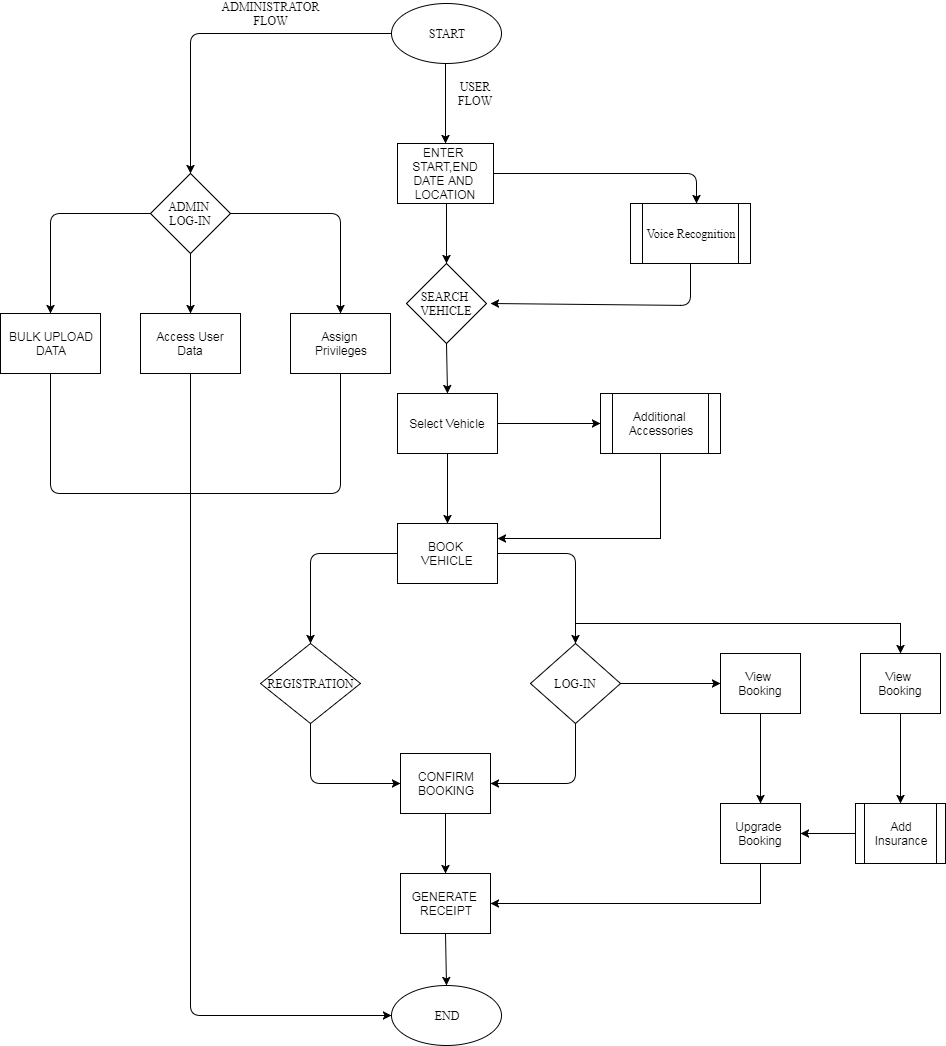 ADMINISTRATOR
FLOW
START
USER
FLOW
ENTER
START,END
DATE AND
LOCATION
ADMIN
LOG-IN
Voice Recognition
SEARCH
VEHICLE
BULK UPLOAD
DATA
Access User
Data
Assign
Privileges
Select Vehicle
Additional
Accessories
BOOK
VEHICLE
REGISTRATION
LOG-IN
View
Booking
View
Booking
CONFIRM
BOOKING
Upgrade
Booking
Add
Insurance
GENERATE
RECEIPT
END